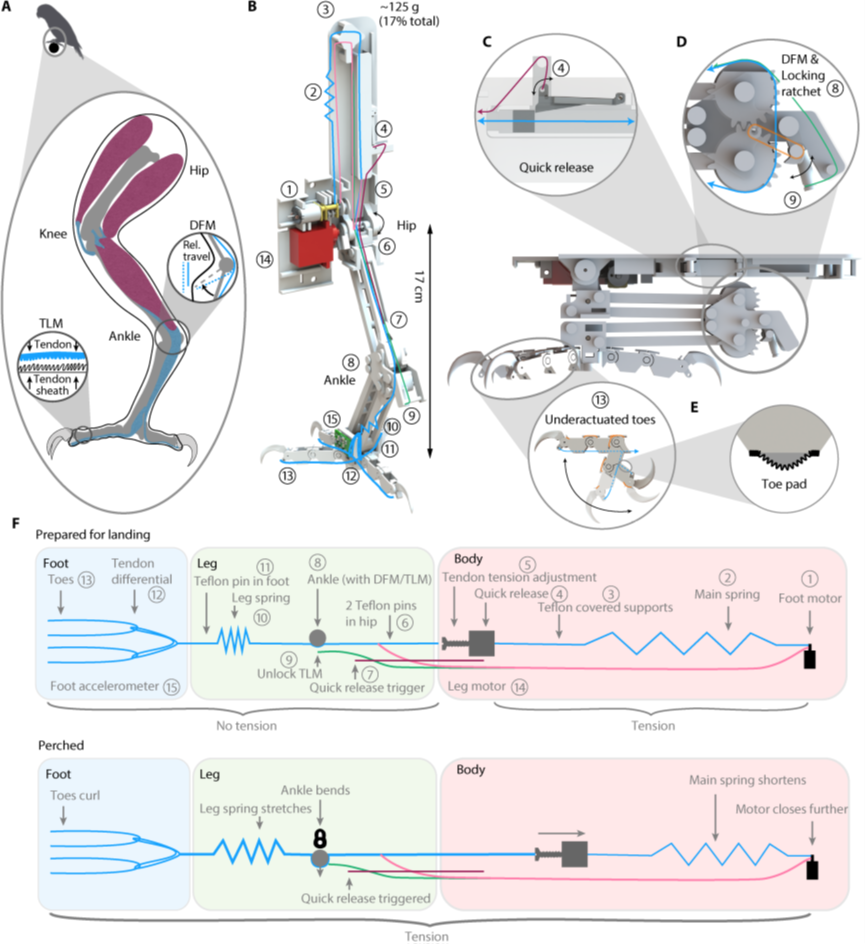 A
Hip
Knee
DFM
Rel.
travel
Ankle
TLM
Tendon
Tendon
sheath
B
~125 g
(17% total)
③
②
④
①
⑤
Hip
⑥
⑭
17 cm
⑦
⑧
Ankle
⑨
⑮
⑩
⑪
⑬
⑫
C
④
Quick release
D
DFM &
Locking
ratchet ⑧
⑨
⑬
Underactuated toes
E
Toe pad
F
Prepared for landing
Foot
Toes ⑬
Tendon
differential
⑫
Foot accelerometer ⑮
Leg
⑪
Teflon pin in foot
Leg spring
⑩
⑧
Ankle (with DFM/TLM)
2 Teflon pins
in hip ⑥
⑨
Unlock TLM
⑦
Quick release trigger
Body
⑤
Tendon tension adjustment
Quick release ④
③
Teflon covered supports
②
Main spring
①
Foot motor
Leg motor ⑭
No tension
Tension
Perched
Foot
Toes curl
Leg
Ankle bends
Leg spring stretches
Quick release triggered
Body
Main spring shortens
Motor closes further
Tension